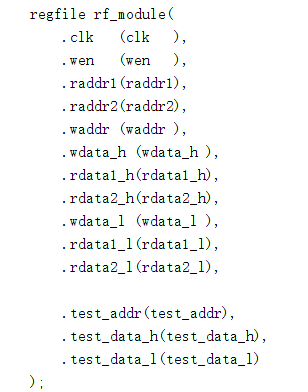 regfile rf_module(
    .clk   (clk   ),
    .wen   (wen   ),
    .raddr1(raddr1),
    .raddr2(raddr2),
    .waddr (waddr ),
    .wdata_h (wdata_h ),
    .rdata1_h(rdata1_h),
    .rdata2_h(rdata2_h),
    .wdata_l (wdata_l ),
    .rdata1_l(rdata1_l),
    .rdata2_l(rdata2_l),

    .test_addr(test_addr),
    .test_data_h(test_data_h),
    .test_data_l(test_data_l)
);